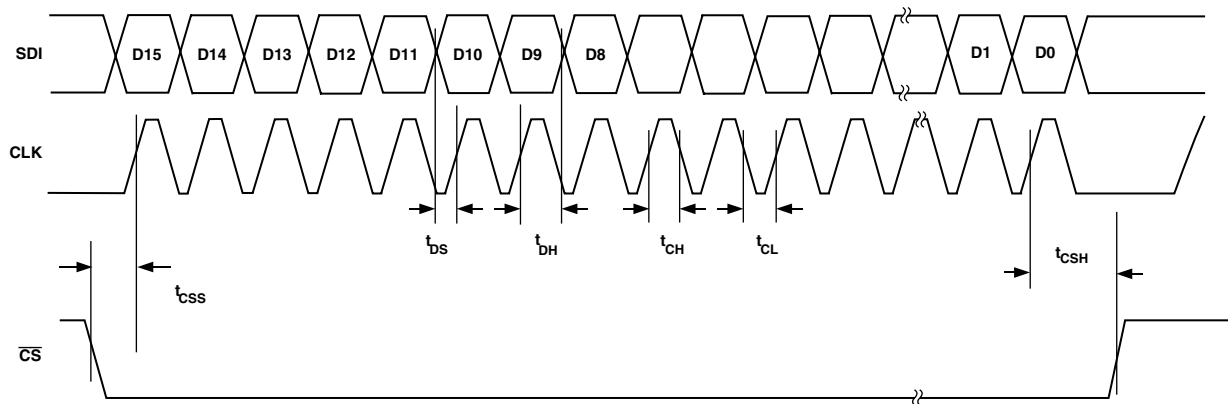 SDI D15 D14 D13 D12 D11 D10 D9 D8 D1 D0
CLK
tDS tDH tCH tCL tCSH
tCSS
CS